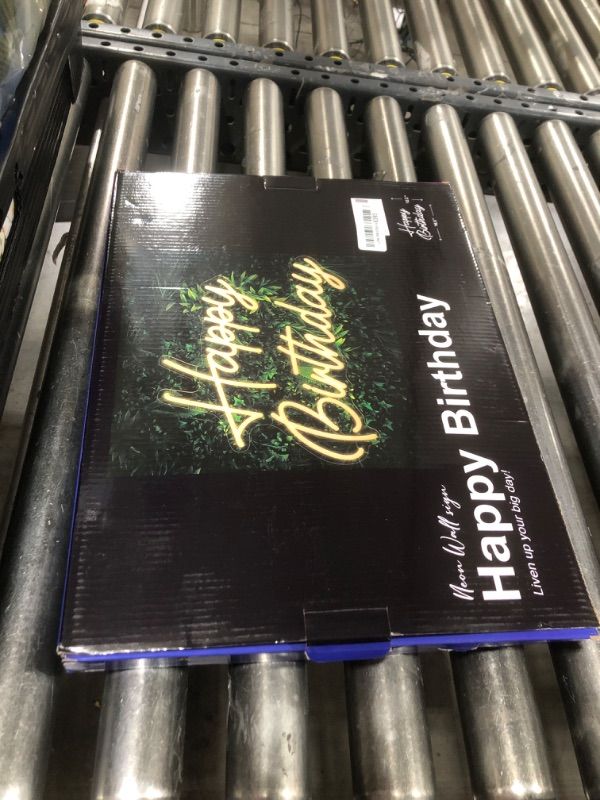 Happy
Birthday
Happy
Birthday
Neon Wall sign
Happy Birthday
Liven up your big day!